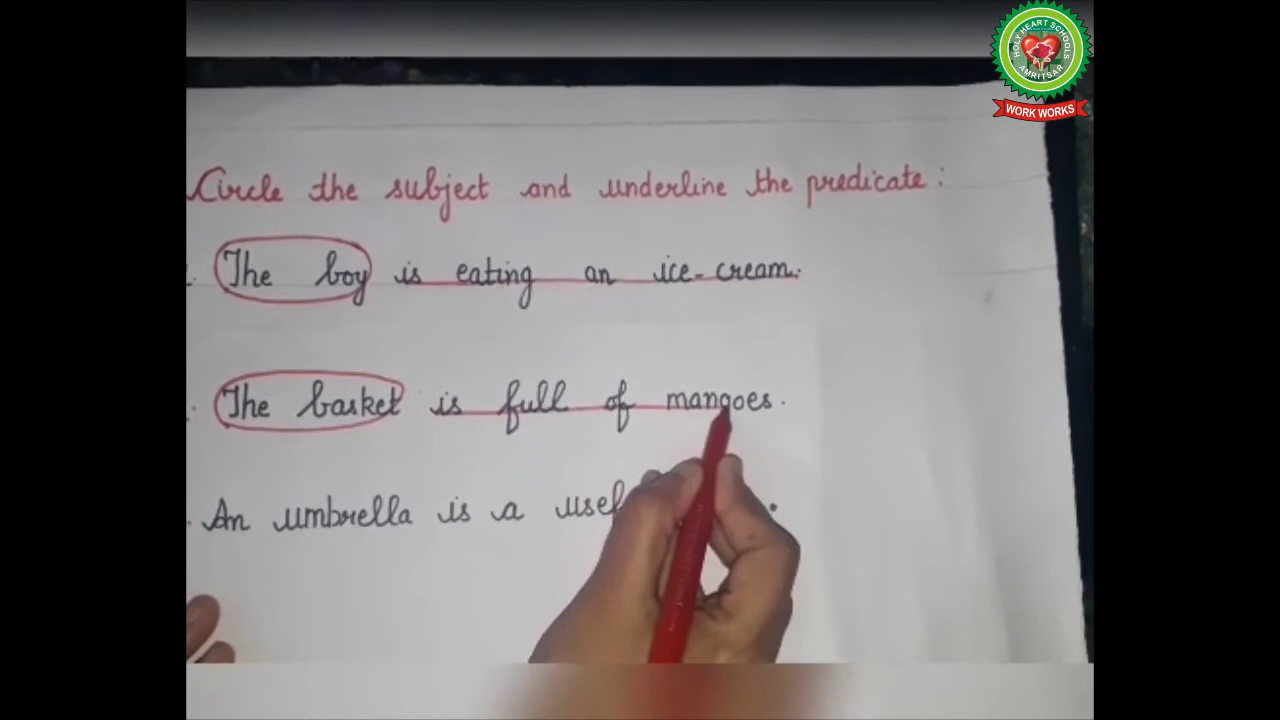 HOLY HEART SCHOOLS
AMRITSAR
WORK WORKS
Circle the subject and underline the predicate:
The boy is eating an ice-cream.
The basket is full of mangoes.
An umbrella is a